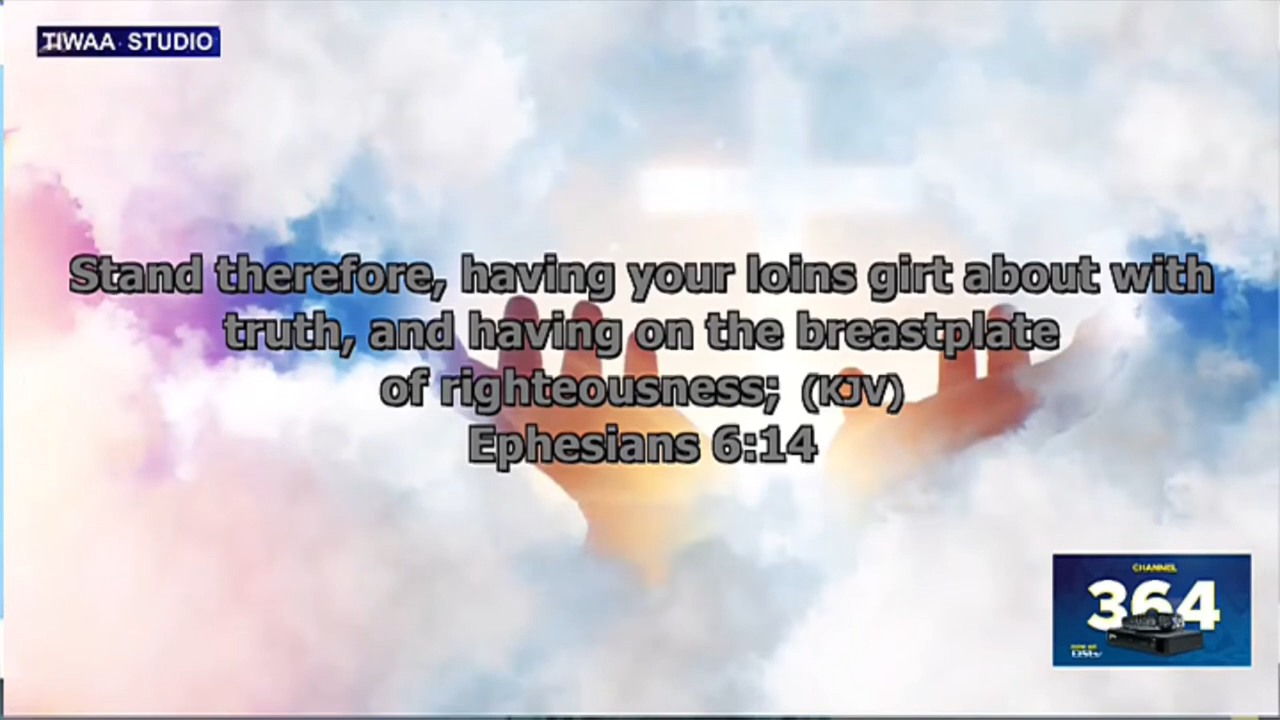 TIWAA STUDIO
Stand therefore, having your loins girt about with
truth, and having on the breastplate
of righteousness; (KJV)
Ephesians 6:14
CHANNEL
364
DStv